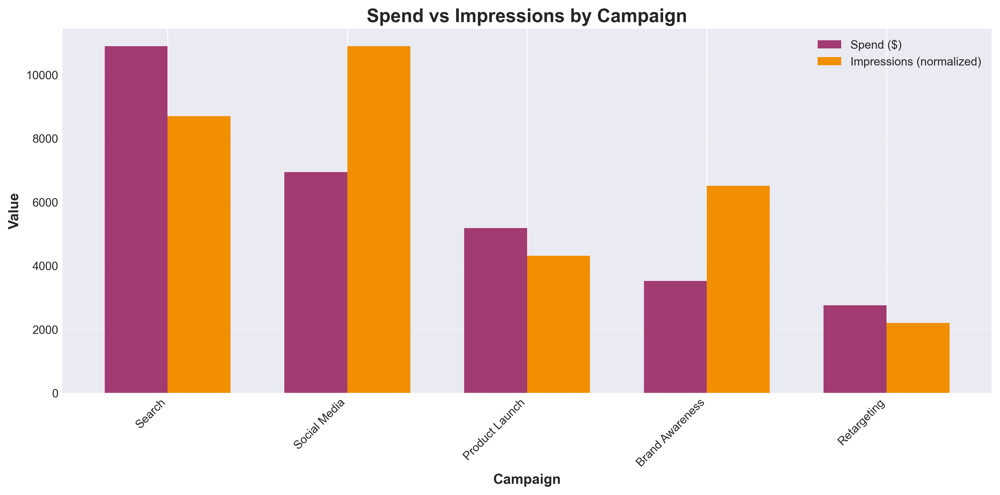 Spend vs Impressions by Campaign
Spend ($)
Impressions (normalized)
Value
10000
8000
6000
4000
2000
0
Search
Social Media
Product Launch
Brand Awareness
Retargeting
Campaign